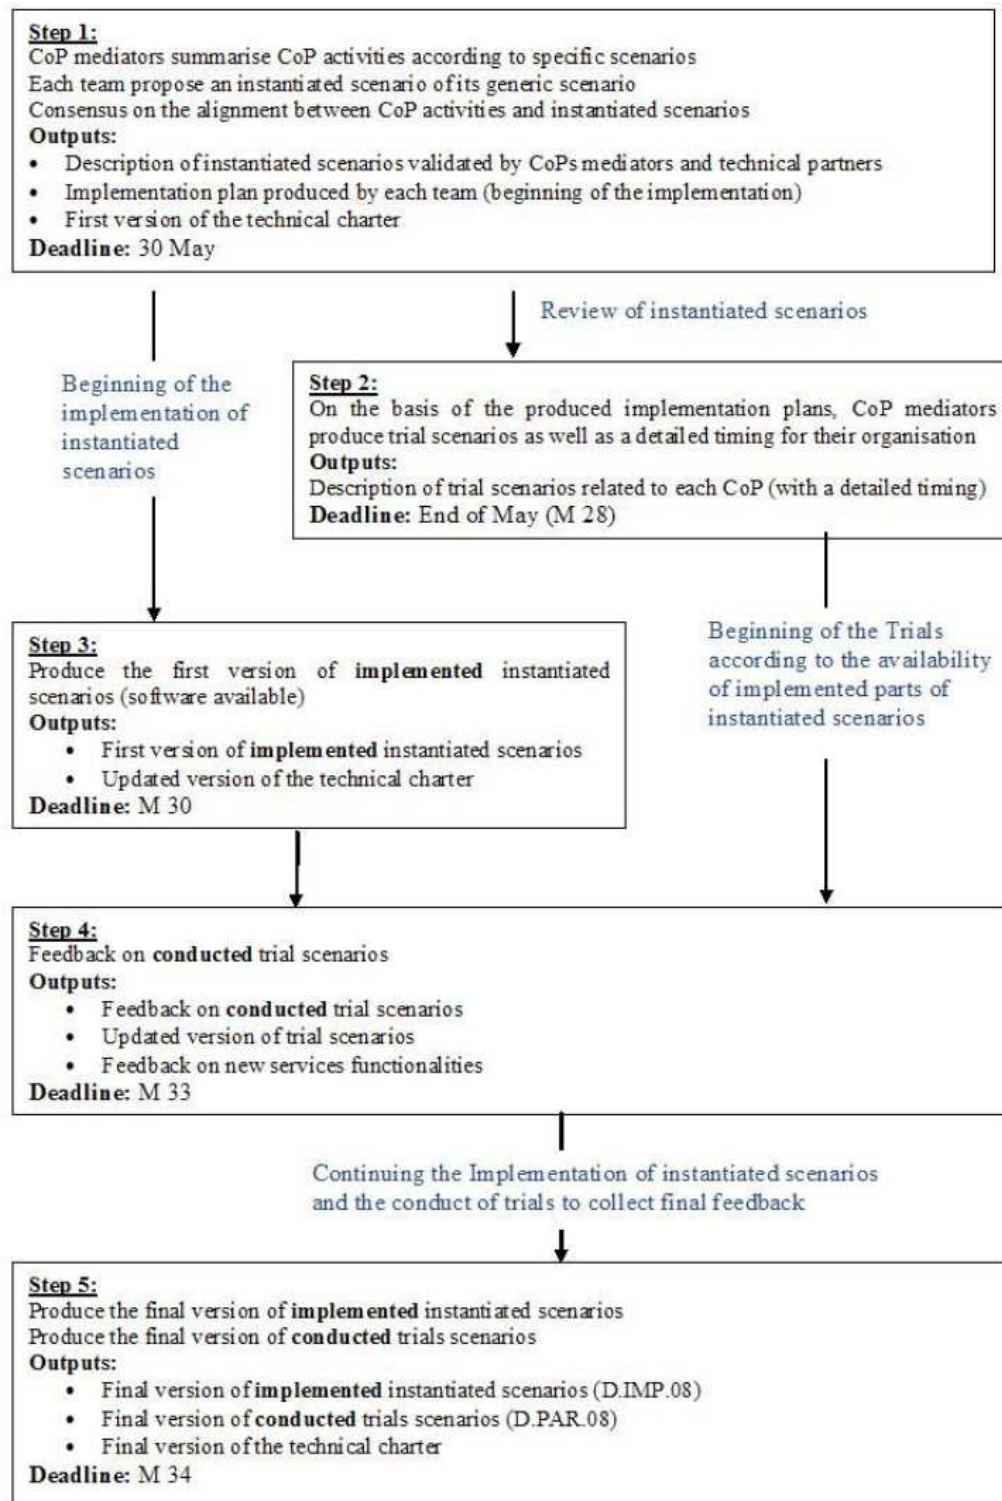 Step 1:
CoP mediators summarise CoP activities according to specific scenarios
Each team propose an instantiated scenario of its generic scenario
Consensus on the alignment between CoP activities and instantiated scenarios
Outputs:
• Description of instantiated scenarios validated by CoPs mediators and technical partners
• Implementation plan produced by each team (beginning of the implementation)
• First version of the technical charter
Deadline: 30 May
Review of instantiated scenarios
Beginning of the
implementation of
instantiated
scenarios
Step 2:
On the basis of the produced implementation plans, CoP mediators
produce trial scenarios as well as a detailed timing for their organisation
Outputs:
Description of trial scenarios related to each CoP (with a detailed timing)
Deadline: End of May (M 28)
Step 3:
Produce the first version of implemented instantiated
scenarios (software available)
Outputs:
• First version of implemented instantiated scenarios
• Updated version of the technical charter
Deadline: M 30
Beginning of the Trials
according to the availability
of implemented parts of
instantiated scenarios
Step 4:
Feedback on conducted trial scenarios
Outputs:
• Feedback on conducted trial scenarios
• Updated version of trial scenarios
• Feedback on new services functionalities
Deadline: M 33
Continuing the Implementation of instantiated scenarios
and the conduct of trials to collect final feedback
Step 5:
Produce the final version of implemented instantiated scenarios
Produce the final version of conducted trials scenarios
Outputs:
• Final version of implemented instantiated scenarios (D.IMP.08)
• Final version of conducted trials scenarios (D.PAR.08)
• Final version of the technical charter
Deadline: M 34